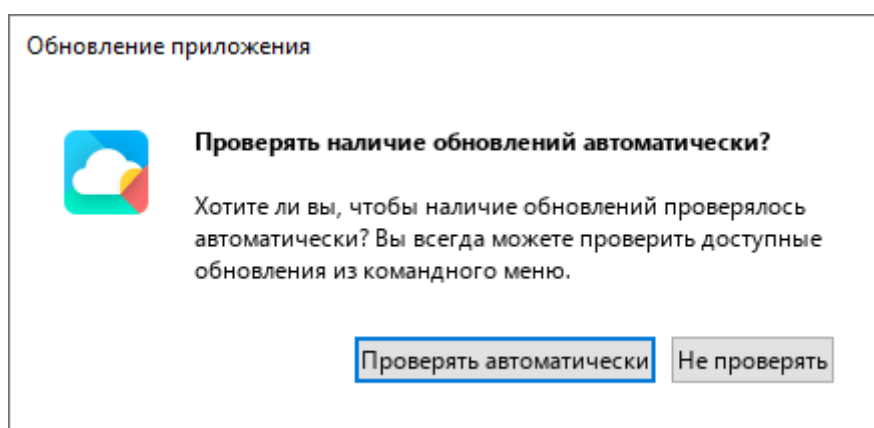 Обновление приложения
Проверять наличие обновлений автоматически?
Хотите ли вы, чтобы наличие обновлений проверялось
автоматически? Вы всегда можете проверить доступные
обновления из командного меню.
Проверять автоматически Не проверять